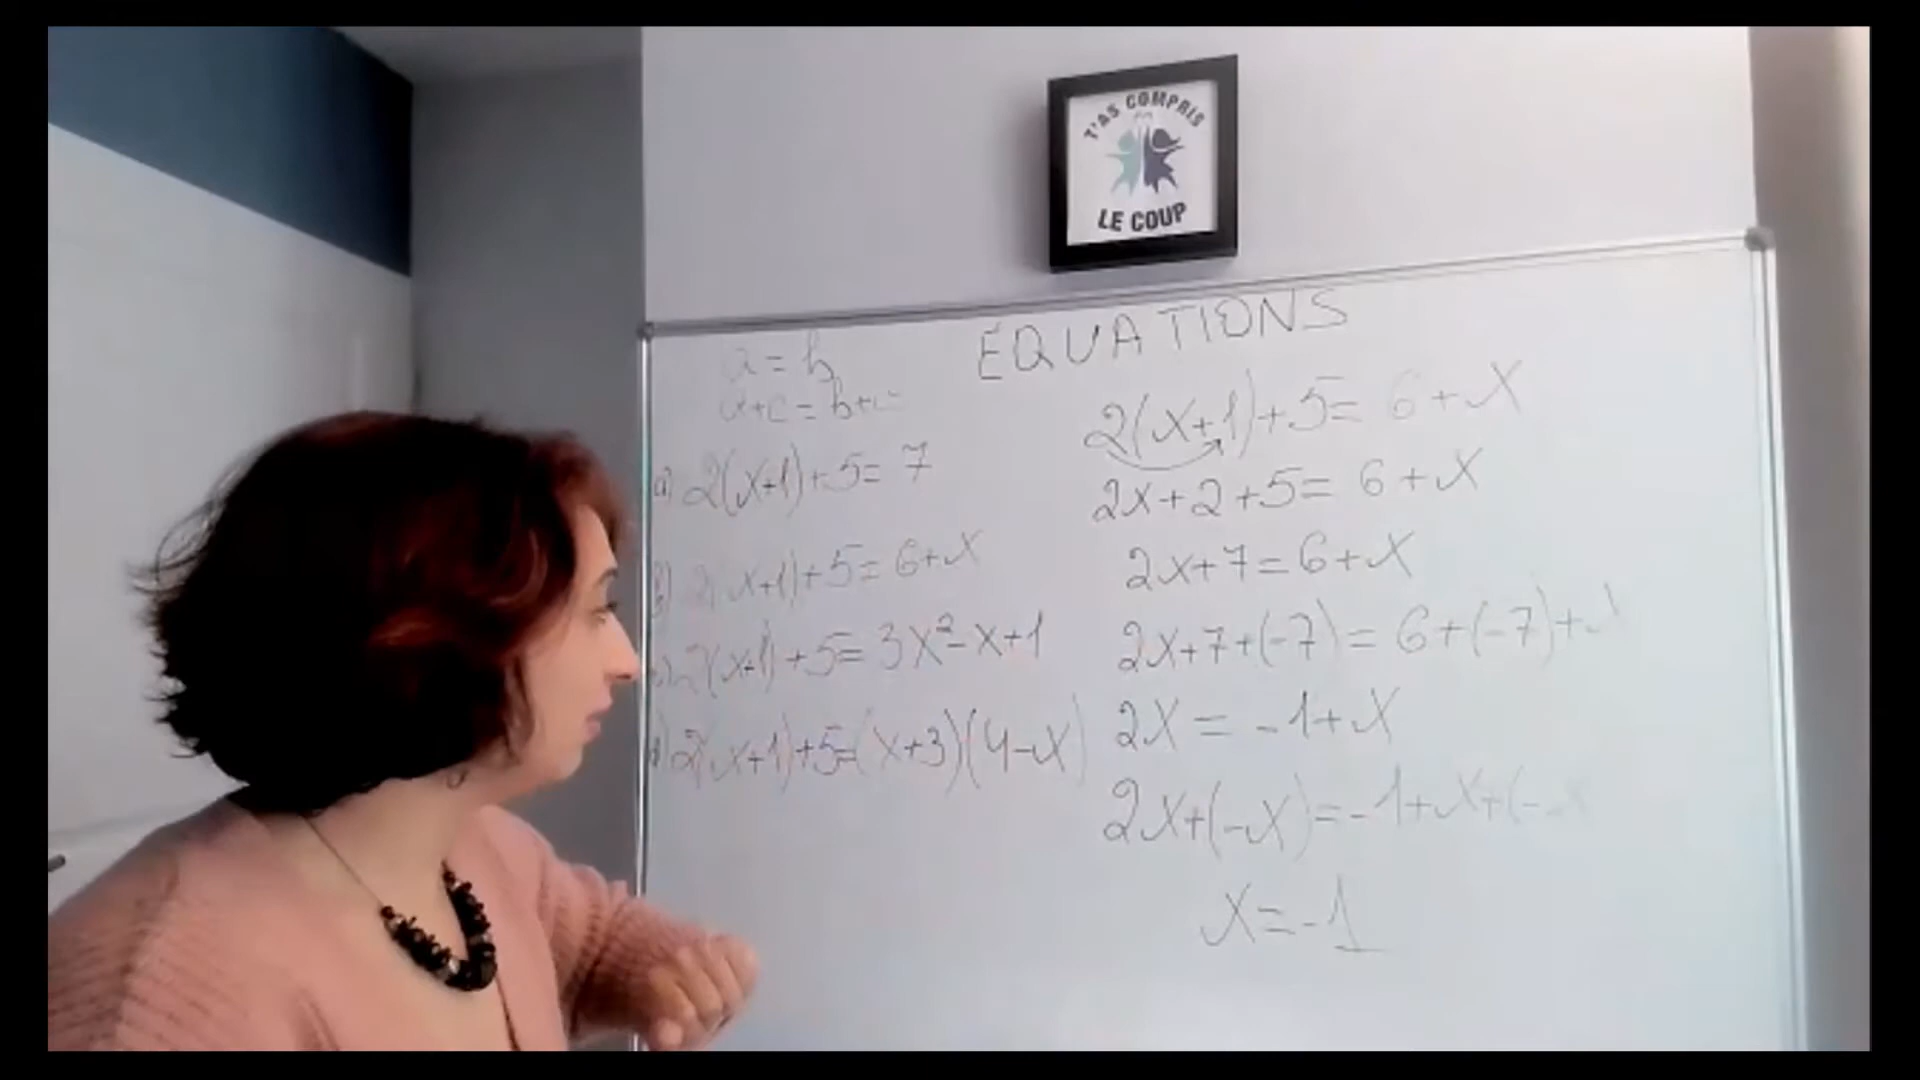 T'AS COMPRIS
LE COUP
ÉQUATIONS
a = b
a+c = b+c
a) 2(x+1)+5= 7
b) 2(x+1)+5= 6+x
c) 2(x+1)+5= 3x²-x+1
d) 2(x+1)+5=(x+3)(4-x)
2(x+1)+5= 6+x
2x+2+5= 6+x
2x+7=6+x
2x+7+(-7)= 6+(-7)+x
2x = -1+x
2x+(-x)=-1+x+(-x
x=-1